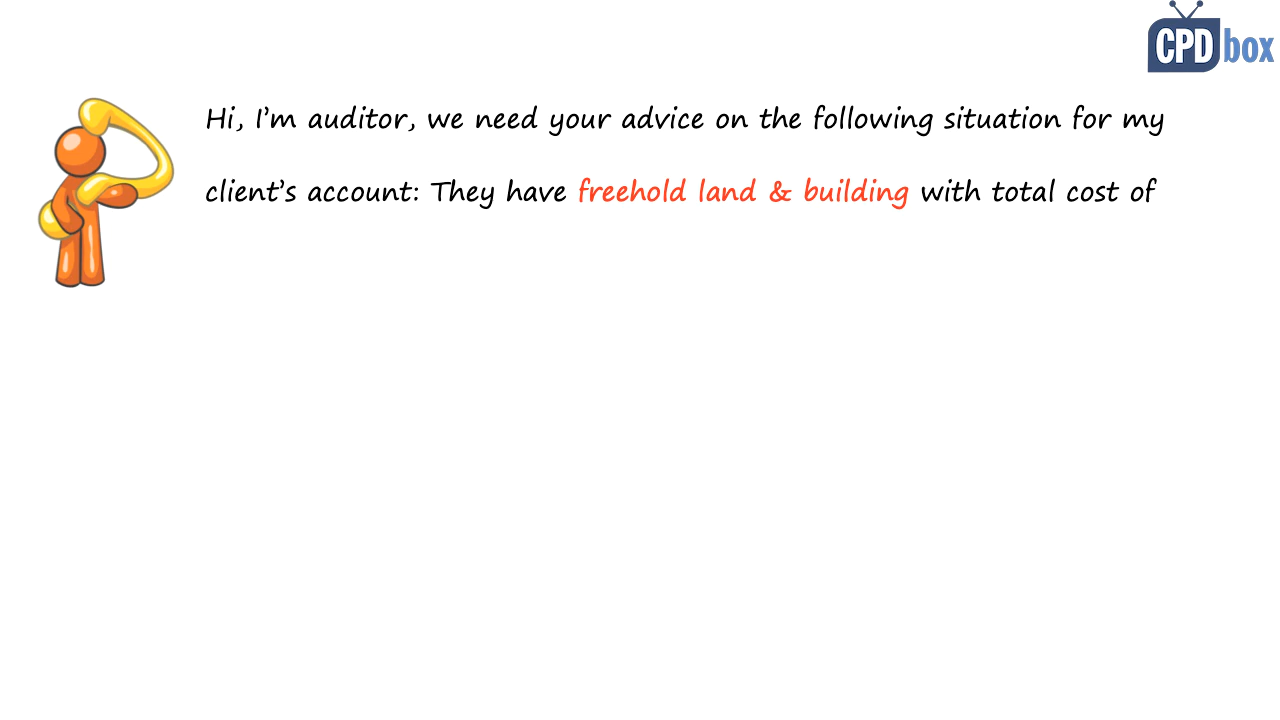 CPD box
Hi, I'm auditor, we need your advice on the following situation for my
client's account: They have freehold land & building with total cost of